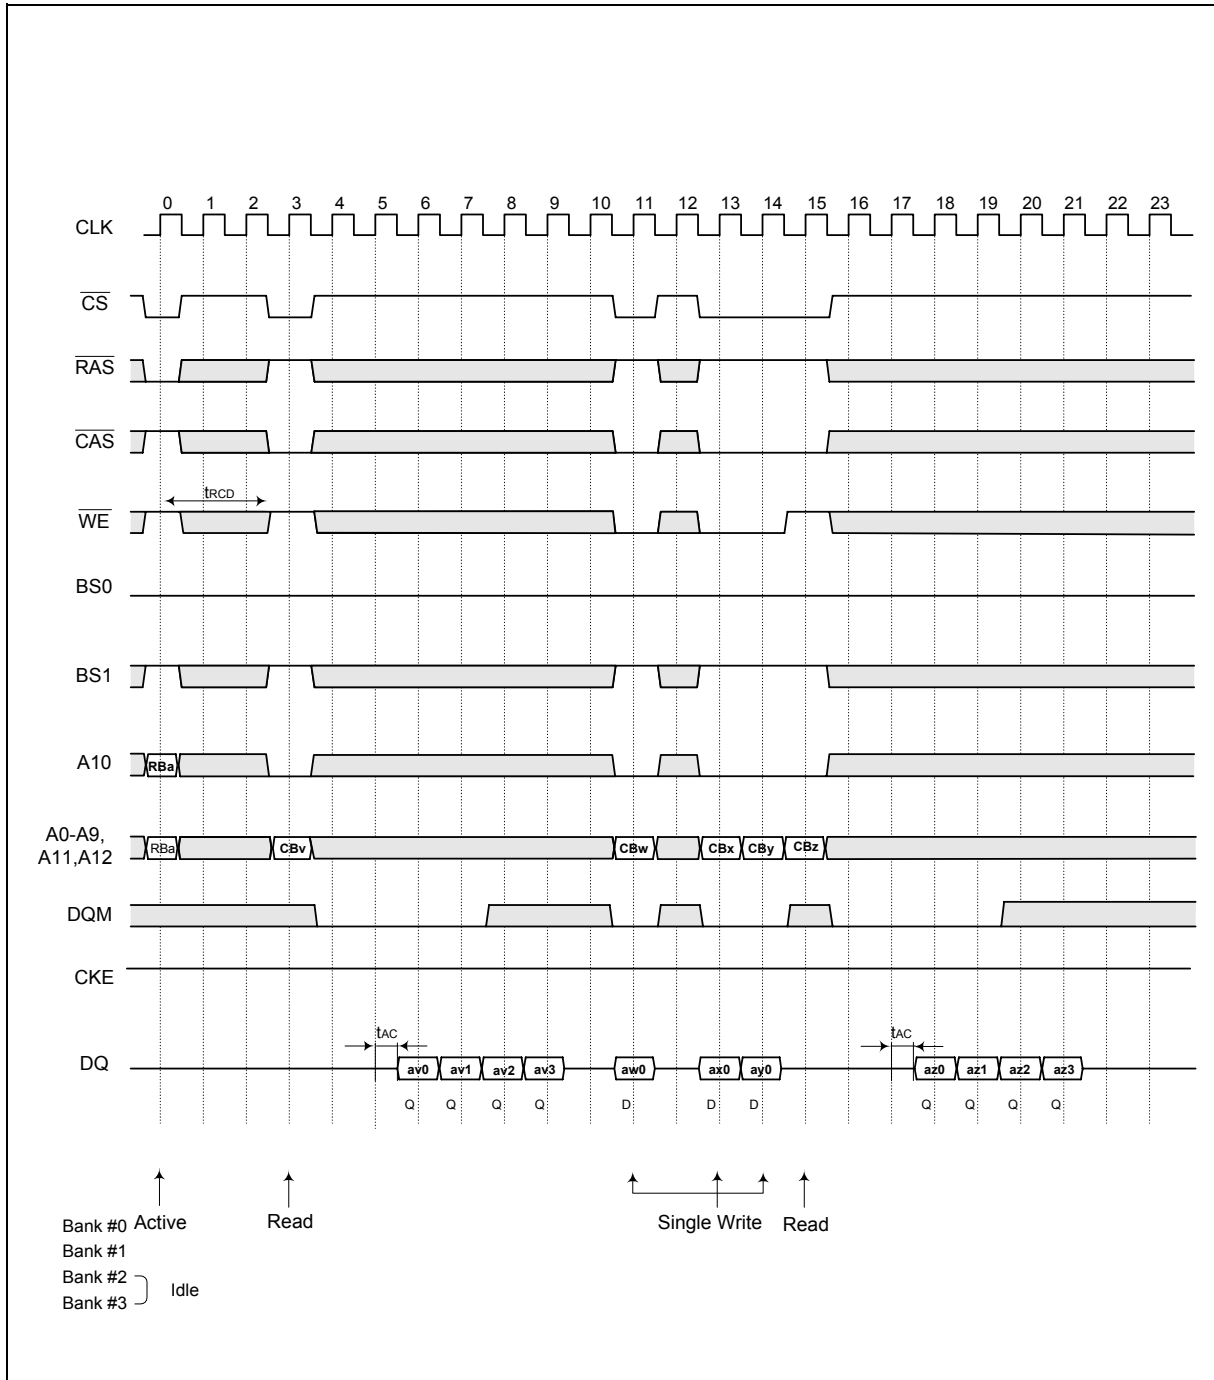 0 1 2 3 4 5 6 7 8 9 10 11 12 13 14 15 16 17 18 19 20 21 22 23
CLK
CS
RAS
CAS
tRCD
WE
BS0
BS1
A10 RBa
A0-A9,
A11,A12 RBa CBv CBw CBx CBy CBz
DQM
CKE
tAC tAC
DQ av0 av1 av2 av3 aw0 ax0 ay0 az0 az1 az2 az3
Q Q Q Q D D D Q Q Q Q
Bank #0 Active Read Single Write Read
Bank #1
Bank #2
Idle
Bank #3